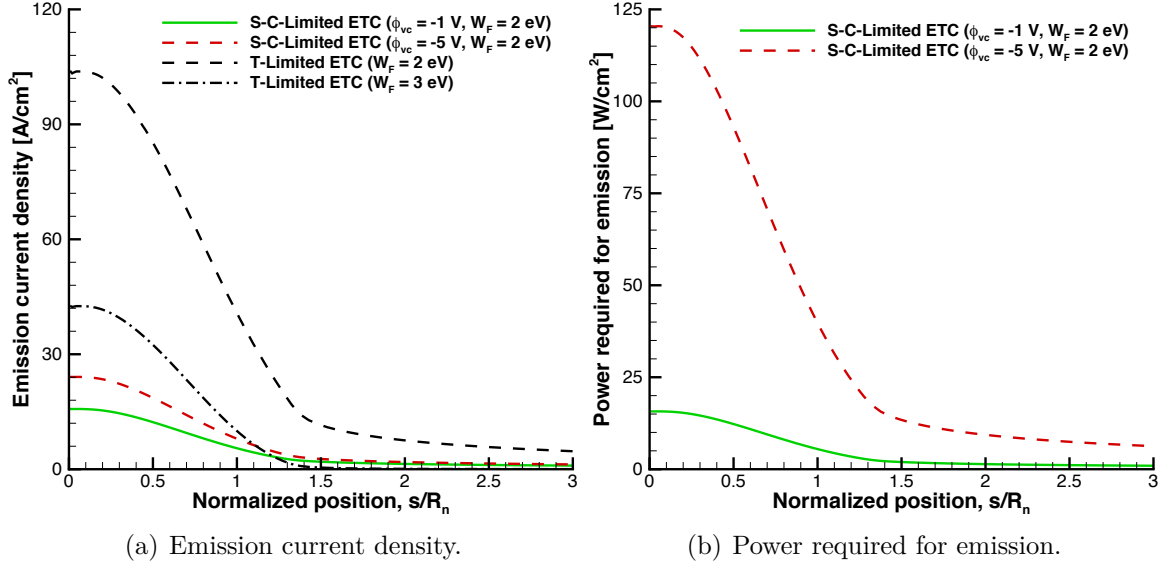 Emission current density [A/cm²]
120
90
60
30
0
S-C-Limited ETC (ϕvc = -1 V, WF = 2 eV)
S-C-Limited ETC (ϕvc = -5 V, WF = 2 eV)
T-Limited ETC (WF = 2 eV)
T-Limited ETC (WF = 3 eV)
0 0.5 1 1.5 2 2.5 3
Normalized position, s/Rn
(a) Emission current density.
Power required for emission [W/cm²]
125
100
75
50
25
0
S-C-Limited ETC (ϕvc = -1 V, WF = 2 eV)
S-C-Limited ETC (ϕvc = -5 V, WF = 2 eV)
0 0.5 1 1.5 2 2.5 3
Normalized position, s/Rn
(b) Power required for emission.